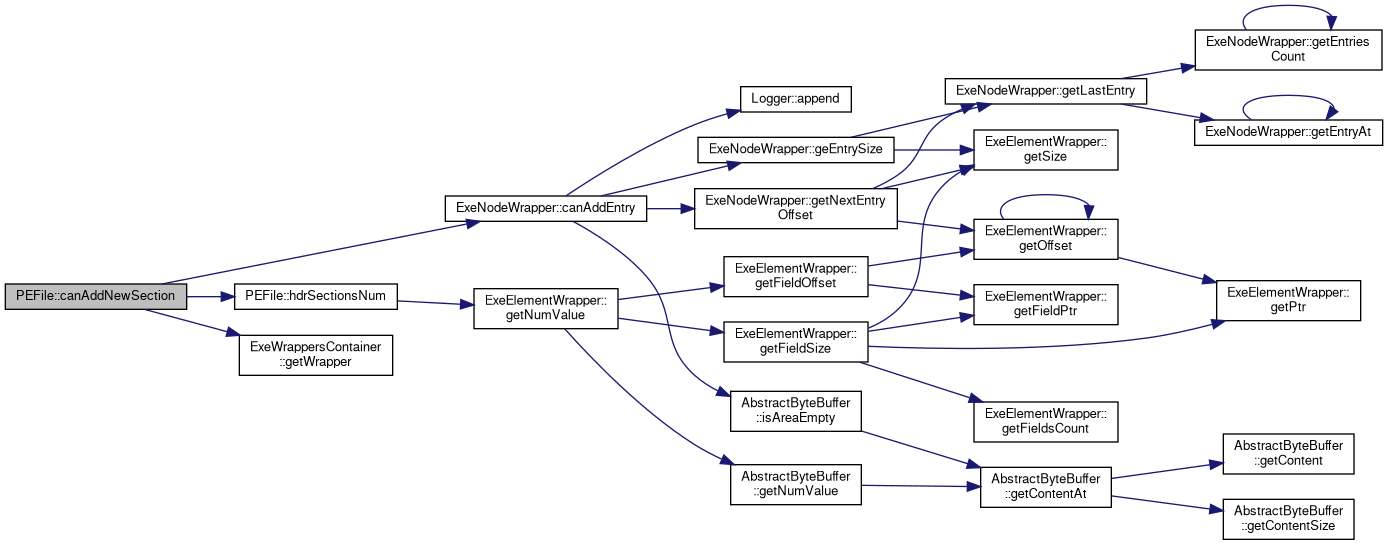 PEFile::canAddNewSection
ExeNodeWrapper::canAddEntry
PEFile::hdrSectionsNum
ExeWrappersContainer
::getWrapper
ExeElementWrapper::
getNumValue
Logger::append
ExeNodeWrapper::geEntrySize
ExeNodeWrapper::getNextEntry
Offset
ExeElementWrapper::
getFieldOffset
ExeElementWrapper::
getFieldSize
AbstractByteBuffer
::isAreaEmpty
AbstractByteBuffer
::getNumValue
ExeNodeWrapper::getLastEntry
ExeElementWrapper::
getSize
ExeElementWrapper::
getOffset
ExeElementWrapper::
getFieldPtr
ExeElementWrapper::
getFieldsCount
AbstractByteBuffer
::getContentAt
ExeNodeWrapper::getEntries
Count
ExeNodeWrapper::getEntryAt
ExeElementWrapper::
getPtr
AbstractByteBuffer
::getContent
AbstractByteBuffer
::getContentSize